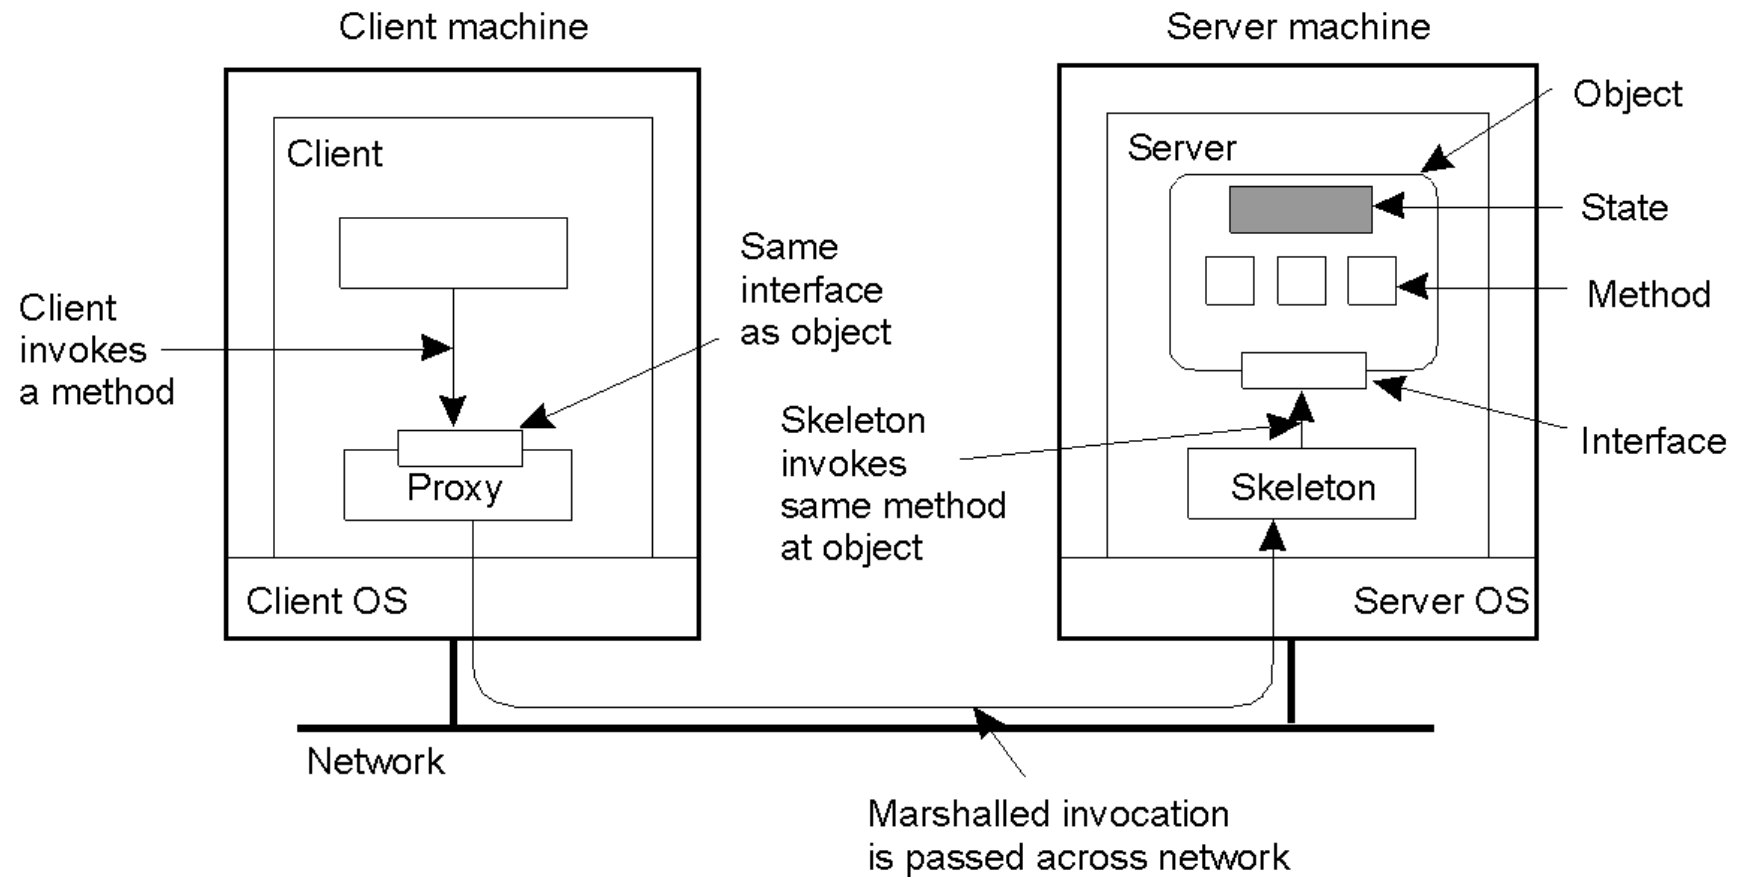 Client machine
Server machine
Client
Server
Object
State
Method
Interface
Same
interface
as object
Client
invokes
a method
Skeleton
invokes
same method
at object
Proxy
Skeleton
Client OS
Server OS
Network
Marshalled invocation
is passed across network